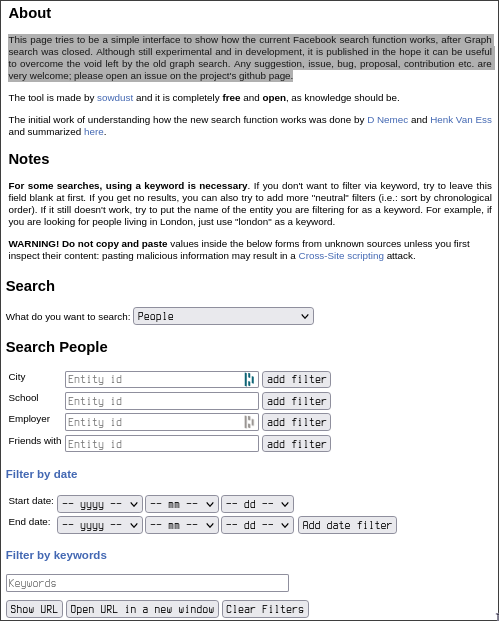 About
This page tries to be a simple interface to show how the current Facebook search function works, after Graph
search was closed. Although still experimental and in development, it is published in the hope it can be useful
to overcome the void left by the old graph search. Any suggestion, issue, bug, proposal, contribution etc. are
very welcome; please open an issue on the project's github page.
The tool is made by sowdust and it is completely free and open, as knowledge should be.
The initial work of understanding how the new search function works was done by D Nemec and Henk Van Ess
and summarized here.
Notes
For some searches, using a keyword is necessary. If you don't want to filter via keyword, try to leave this
field blank at first. If you get no results, you can also try to add more "neutral" filters (i.e.: sort by chronological
order). If it still doesn't work, try to put the name of the entity you are filtering for as a keyword. For example, if
you are looking for people living in London, just use "london" as a keyword.
WARNING! Do not copy and paste values inside the below forms from unknown sources unless you first
inspect their content: pasting malicious information may result in a Cross-Site scripting attack.
Search
What do you want to search: People
Search People
City Entity id add filter
School Entity id add filter
Employer Entity id add filter
Friends with Entity id add filter
Filter by date
Start date: -- yyyy -- -- mm -- -- dd --
End date: -- yyyy -- -- mm -- -- dd -- Add date filter
Filter by keywords
Keywords
Show URL Open URL in a new window Clear Filters